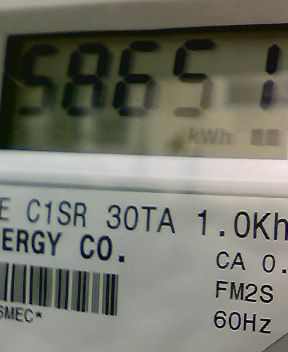 58651
kWh
E C1SR 30TA 1.0Kh
ERGY CO.
CA 0.
FM2S
SMEC*
60Hz